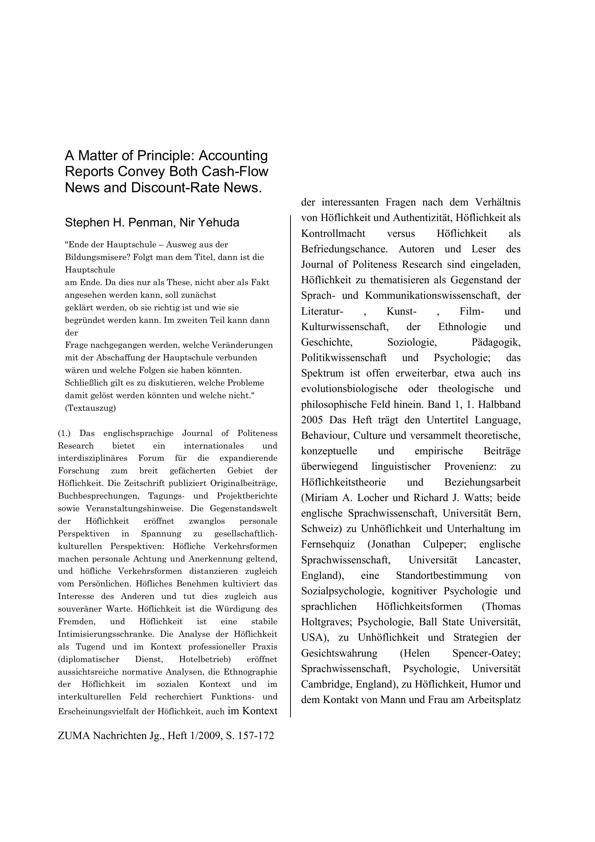 A Matter of Principle: Accounting
Reports Convey Both Cash-Flow
News and Discount-Rate News.
Stephen H. Penman, Nir Yehuda
"Ende der Hauptschule – Ausweg aus der
Bildungsmisere? Folgt man dem Titel, dann ist die
Hauptschule
am Ende. Da dies nur als These, nicht aber als Fakt
angesehen werden kann, soll zunächst
geklärt werden, ob sie richtig ist und wie sie
begründet werden kann. Im zweiten Teil kann dann
der
Frage nachgegangen werden, welche Veränderungen
mit der Abschaffung der Hauptschule verbunden
wären und welche Folgen sie haben könnten.
Schließlich gilt es zu diskutieren, welche Probleme
damit gelöst werden könnten und welche nicht."
(Textauszug)
(1.) Das englischsprachige Journal of Politeness
Research bietet ein internationales und
interdisziplinäres Forum für die expandierende
Forschung zum breit gefächerten Gebiet der
Höflichkeit. Die Zeitschrift publiziert Originalbeiträge,
Buchbesprechungen, Tagungs- und Projektberichte
sowie Veranstaltungshinweise. Die Gegenstandswelt
der Höflichkeit eröffnet zwanglos personale
Perspektiven in Spannung zu gesellschaftlich-
kulturellen Perspektiven: Höfliche Verkehrsformen
machen personale Achtung und Anerkennung geltend,
und höfliche Verkehrsformen distanzieren zugleich
vom Persönlichen. Höfliches Benehmen kultiviert das
Interesse des Anderen und tut dies zugleich aus
souveräner Warte. Höflichkeit ist die Würdigung des
Fremden, und Höflichkeit ist eine stabile
Intimisierungsschranke. Die Analyse der Höflichkeit
als Tugend und im Kontext professioneller Praxis
(diplomatischer Dienst, Hotelbetrieb) eröffnet
aussichtsreiche normative Analysen, die Ethnographie
der Höflichkeit im sozialen Kontext und im
interkulturellen Feld recherchiert Funktions- und
Erscheinungsvielfalt der Höflichkeit, auch im Kontext
der interessanten Fragen nach dem Verhältnis
von Höflichkeit und Authentizität, Höflichkeit als
Kontrollmacht versus Höflichkeit als
Befriedungschance. Autoren und Leser des
Journal of Politeness Research sind eingeladen,
Höflichkeit zu thematisieren als Gegenstand der
Sprach- und Kommunikationswissenschaft, der
Literatur- , Kunst- , Film- und
Kulturwissenschaft, der Ethnologie und
Geschichte, Soziologie, Pädagogik,
Politikwissenschaft und Psychologie; das
Spektrum ist offen erweiterbar, etwa auch ins
evolutionsbiologische oder theologische und
philosophische Feld hinein. Band 1, 1. Halbband
2005 Das Heft trägt den Untertitel Language,
Behaviour, Culture und versammelt theoretische,
konzeptuelle und empirische Beiträge
überwiegend linguistischer Provenienz: zu
Höflichkeitstheorie und Beziehungsarbeit
(Miriam A. Locher und Richard J. Watts; beide
englische Sprachwissenschaft, Universität Bern,
Schweiz) zu Unhöflichkeit und Unterhaltung im
Fernsehquiz (Jonathan Culpeper; englische
Sprachwissenschaft, Universität Lancaster,
England), eine Standortbestimmung von
Sozialpsychologie, kognitiver Psychologie und
sprachlichen Höflichkeitsformen (Thomas
Holtgraves; Psychologie, Ball State Universität,
USA), zu Unhöflichkeit und Strategien der
Gesichtswahrung (Helen Spencer-Oatey;
Sprachwissenschaft, Psychologie, Universität
Cambridge, England), zu Höflichkeit, Humor und
dem Kontakt von Mann und Frau am Arbeitsplatz
ZUMA Nachrichten Jg., Heft 1/2009, S. 157-172